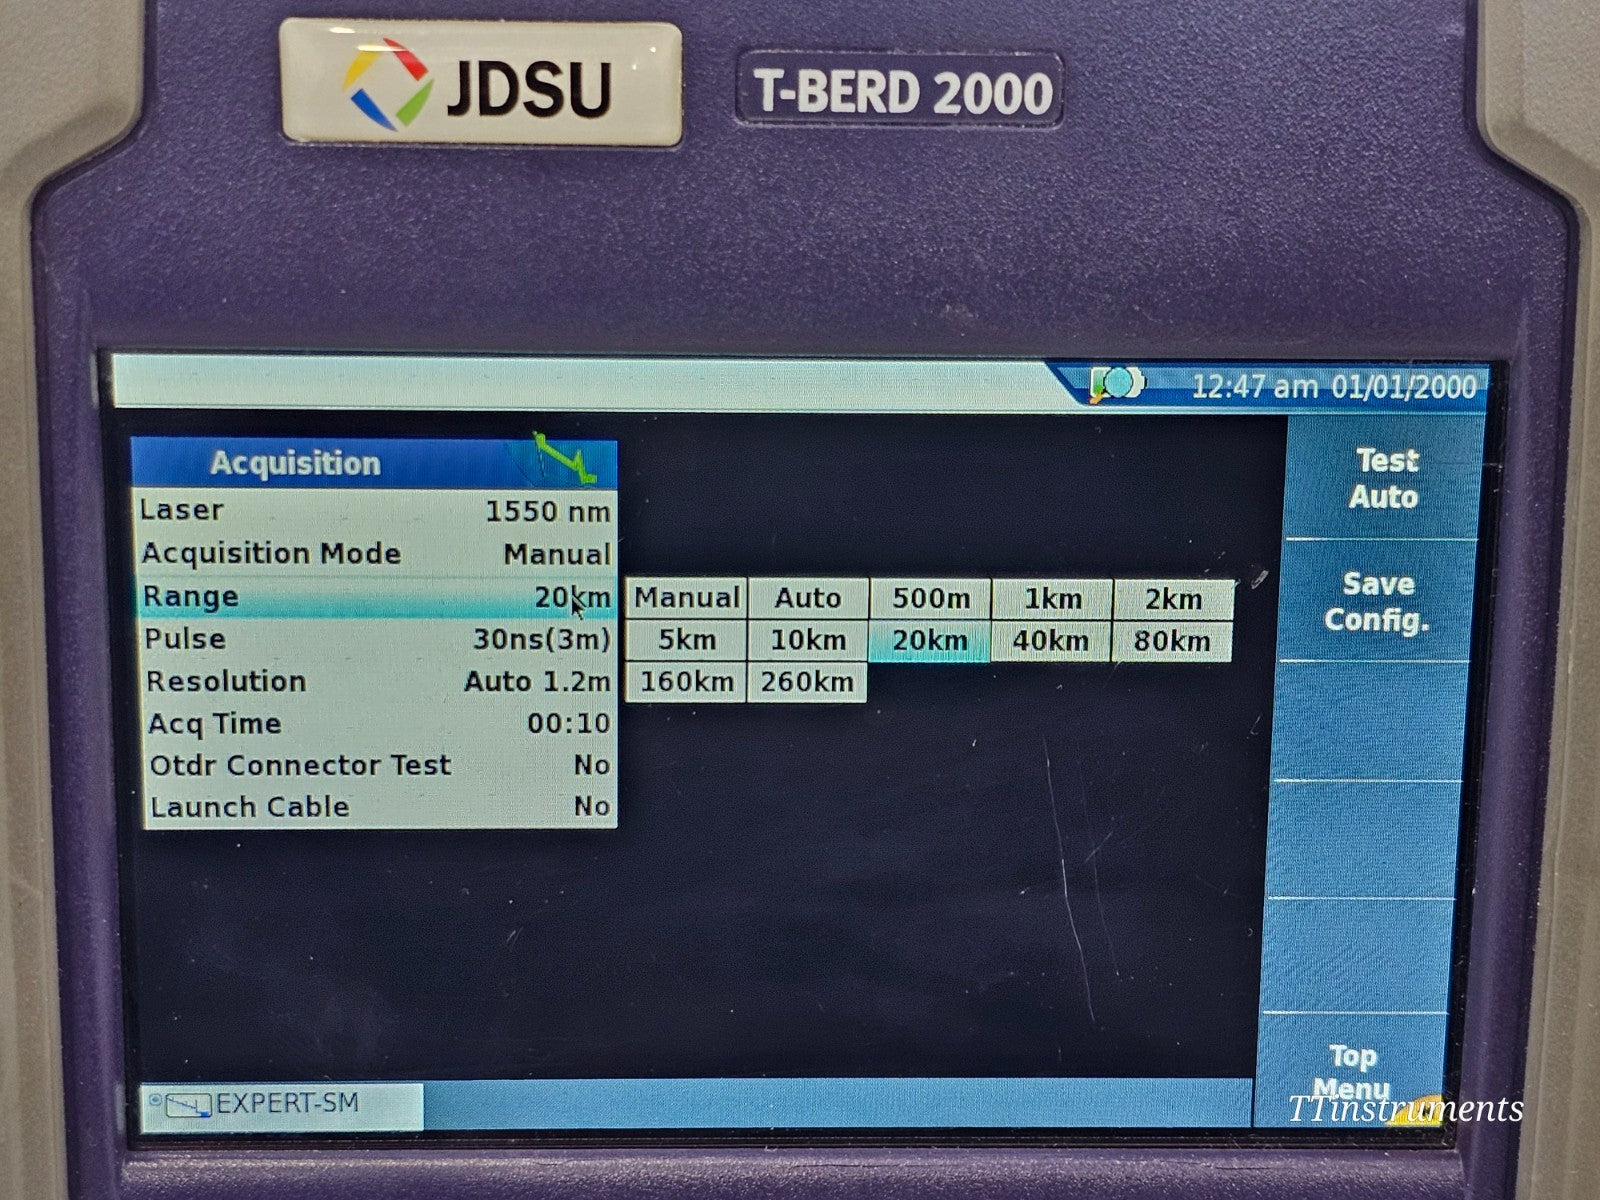 JDSU
T-BERD 2000
12:47 am 01/01/2000
Acquisition
Laser 1550 nm
Acquisition Mode Manual
Range 20km
Pulse 30ns(3m)
Resolution Auto 1.2m
Acq Time 00:10
Otdr Connector Test No
Launch Cable No
Manual Auto 500m 1km 2km
5km 10km 20km 40km 80km
160km 260km
Test
Auto
Save
Config.
Top
Menu
EXPERT-SM
TTinstruments